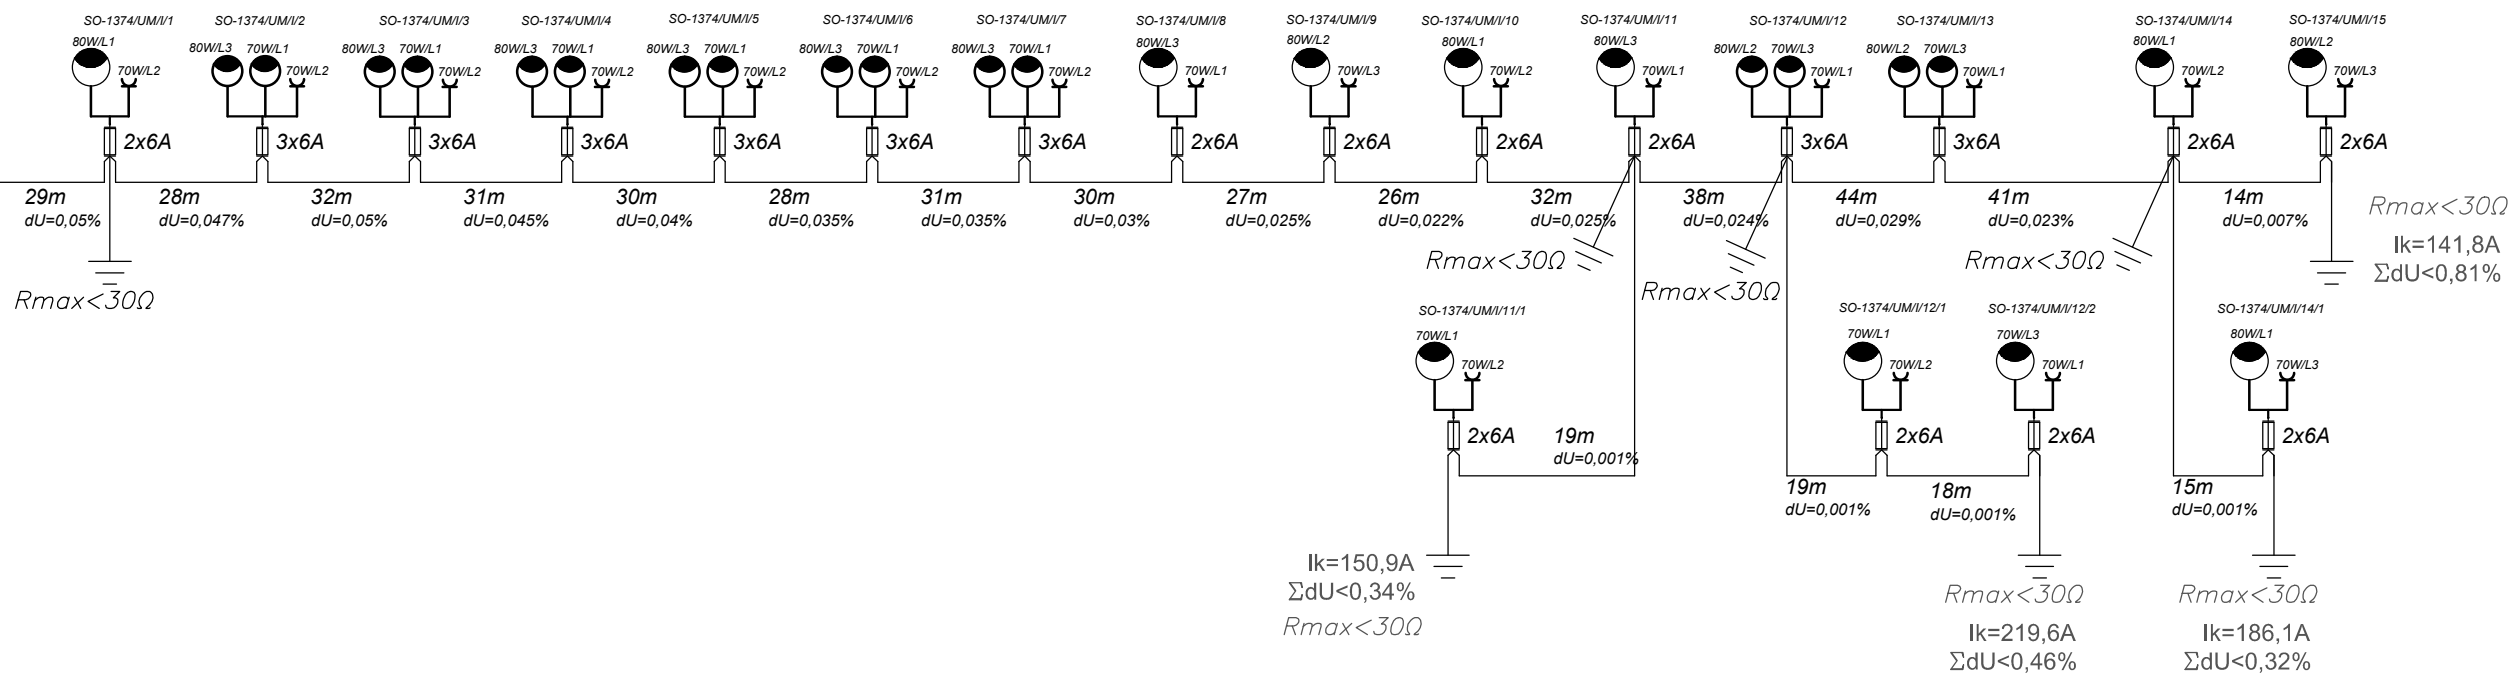 SO-1374/UM/I/1 SO-1374/UM/I/2 SO-1374/UM/I/3 SO-1374/UM/I/4 SO-1374/UM/I/5 SO-1374/UM/I/6 SO-1374/UM/I/7 SO-1374/UM/I/8 SO-1374/UM/I/9 SO-1374/UM/I/10 SO-1374/UM/I/11 SO-1374/UM/I/12 SO-1374/UM/I/13 SO-1374/UM/I/14 SO-1374/UM/I/15
80W/L1 80W/L3 70W/L1 80W/L3 70W/L1 80W/L3 70W/L1 80W/L3 70W/L1 80W/L3 70W/L1 80W/L3 70W/L1 80W/L3 80W/L2 80W/L1 80W/L3 80W/L2 70W/L3 80W/L2 70W/L3 80W/L1 80W/L2
70W/L2 70W/L2 70W/L2 70W/L2 70W/L2 70W/L2 70W/L2 70W/L1 70W/L3 70W/L2 70W/L1 70W/L1 70W/L1 70W/L2 70W/L3
2x6A 3x6A 3x6A 3x6A 3x6A 3x6A 3x6A 2x6A 2x6A 2x6A 2x6A 3x6A 3x6A 2x6A 2x6A
29m 28m 32m 31m 30m 28m 31m 30m 27m 26m 32m 38m 44m 41m 14m
dU=0,05% dU=0,047% dU=0,05% dU=0,045% dU=0,04% dU=0,035% dU=0,035% dU=0,03% dU=0,025% dU=0,022% dU=0,025% dU=0,024% dU=0,029% dU=0,023% dU=0,007%
Rmax<30Ω
Ik=141,8A
ΣdU<0,81%
Rmax<30Ω
Rmax<30Ω
Rmax<30Ω
Rmax<30Ω
SO-1374/UM/I/11/1 SO-1374/UM/I/12/1 SO-1374/UM/I/12/2 SO-1374/UM/I/14/1
70W/L1 70W/L1 70W/L3 80W/L1
70W/L2 70W/L2 70W/L1 70W/L3
2x6A 2x6A 2x6A 2x6A
19m
dU=0,001%
19m 18m 15m
dU=0,001% dU=0,001% dU=0,001%
Ik=150,9A
ΣdU<0,34%
Rmax<30Ω
Rmax<30Ω Rmax<30Ω
Ik=219,6A Ik=186,1A
ΣdU<0,46% ΣdU<0,32%